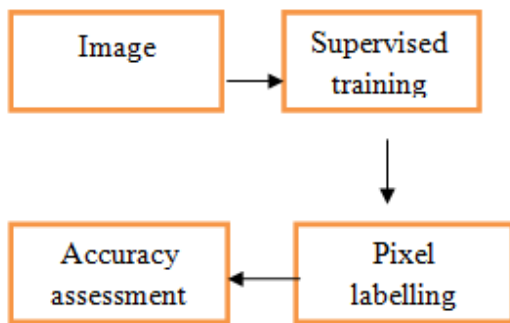 Image
Supervised
training
Pixel
labelling
Accuracy
assessment